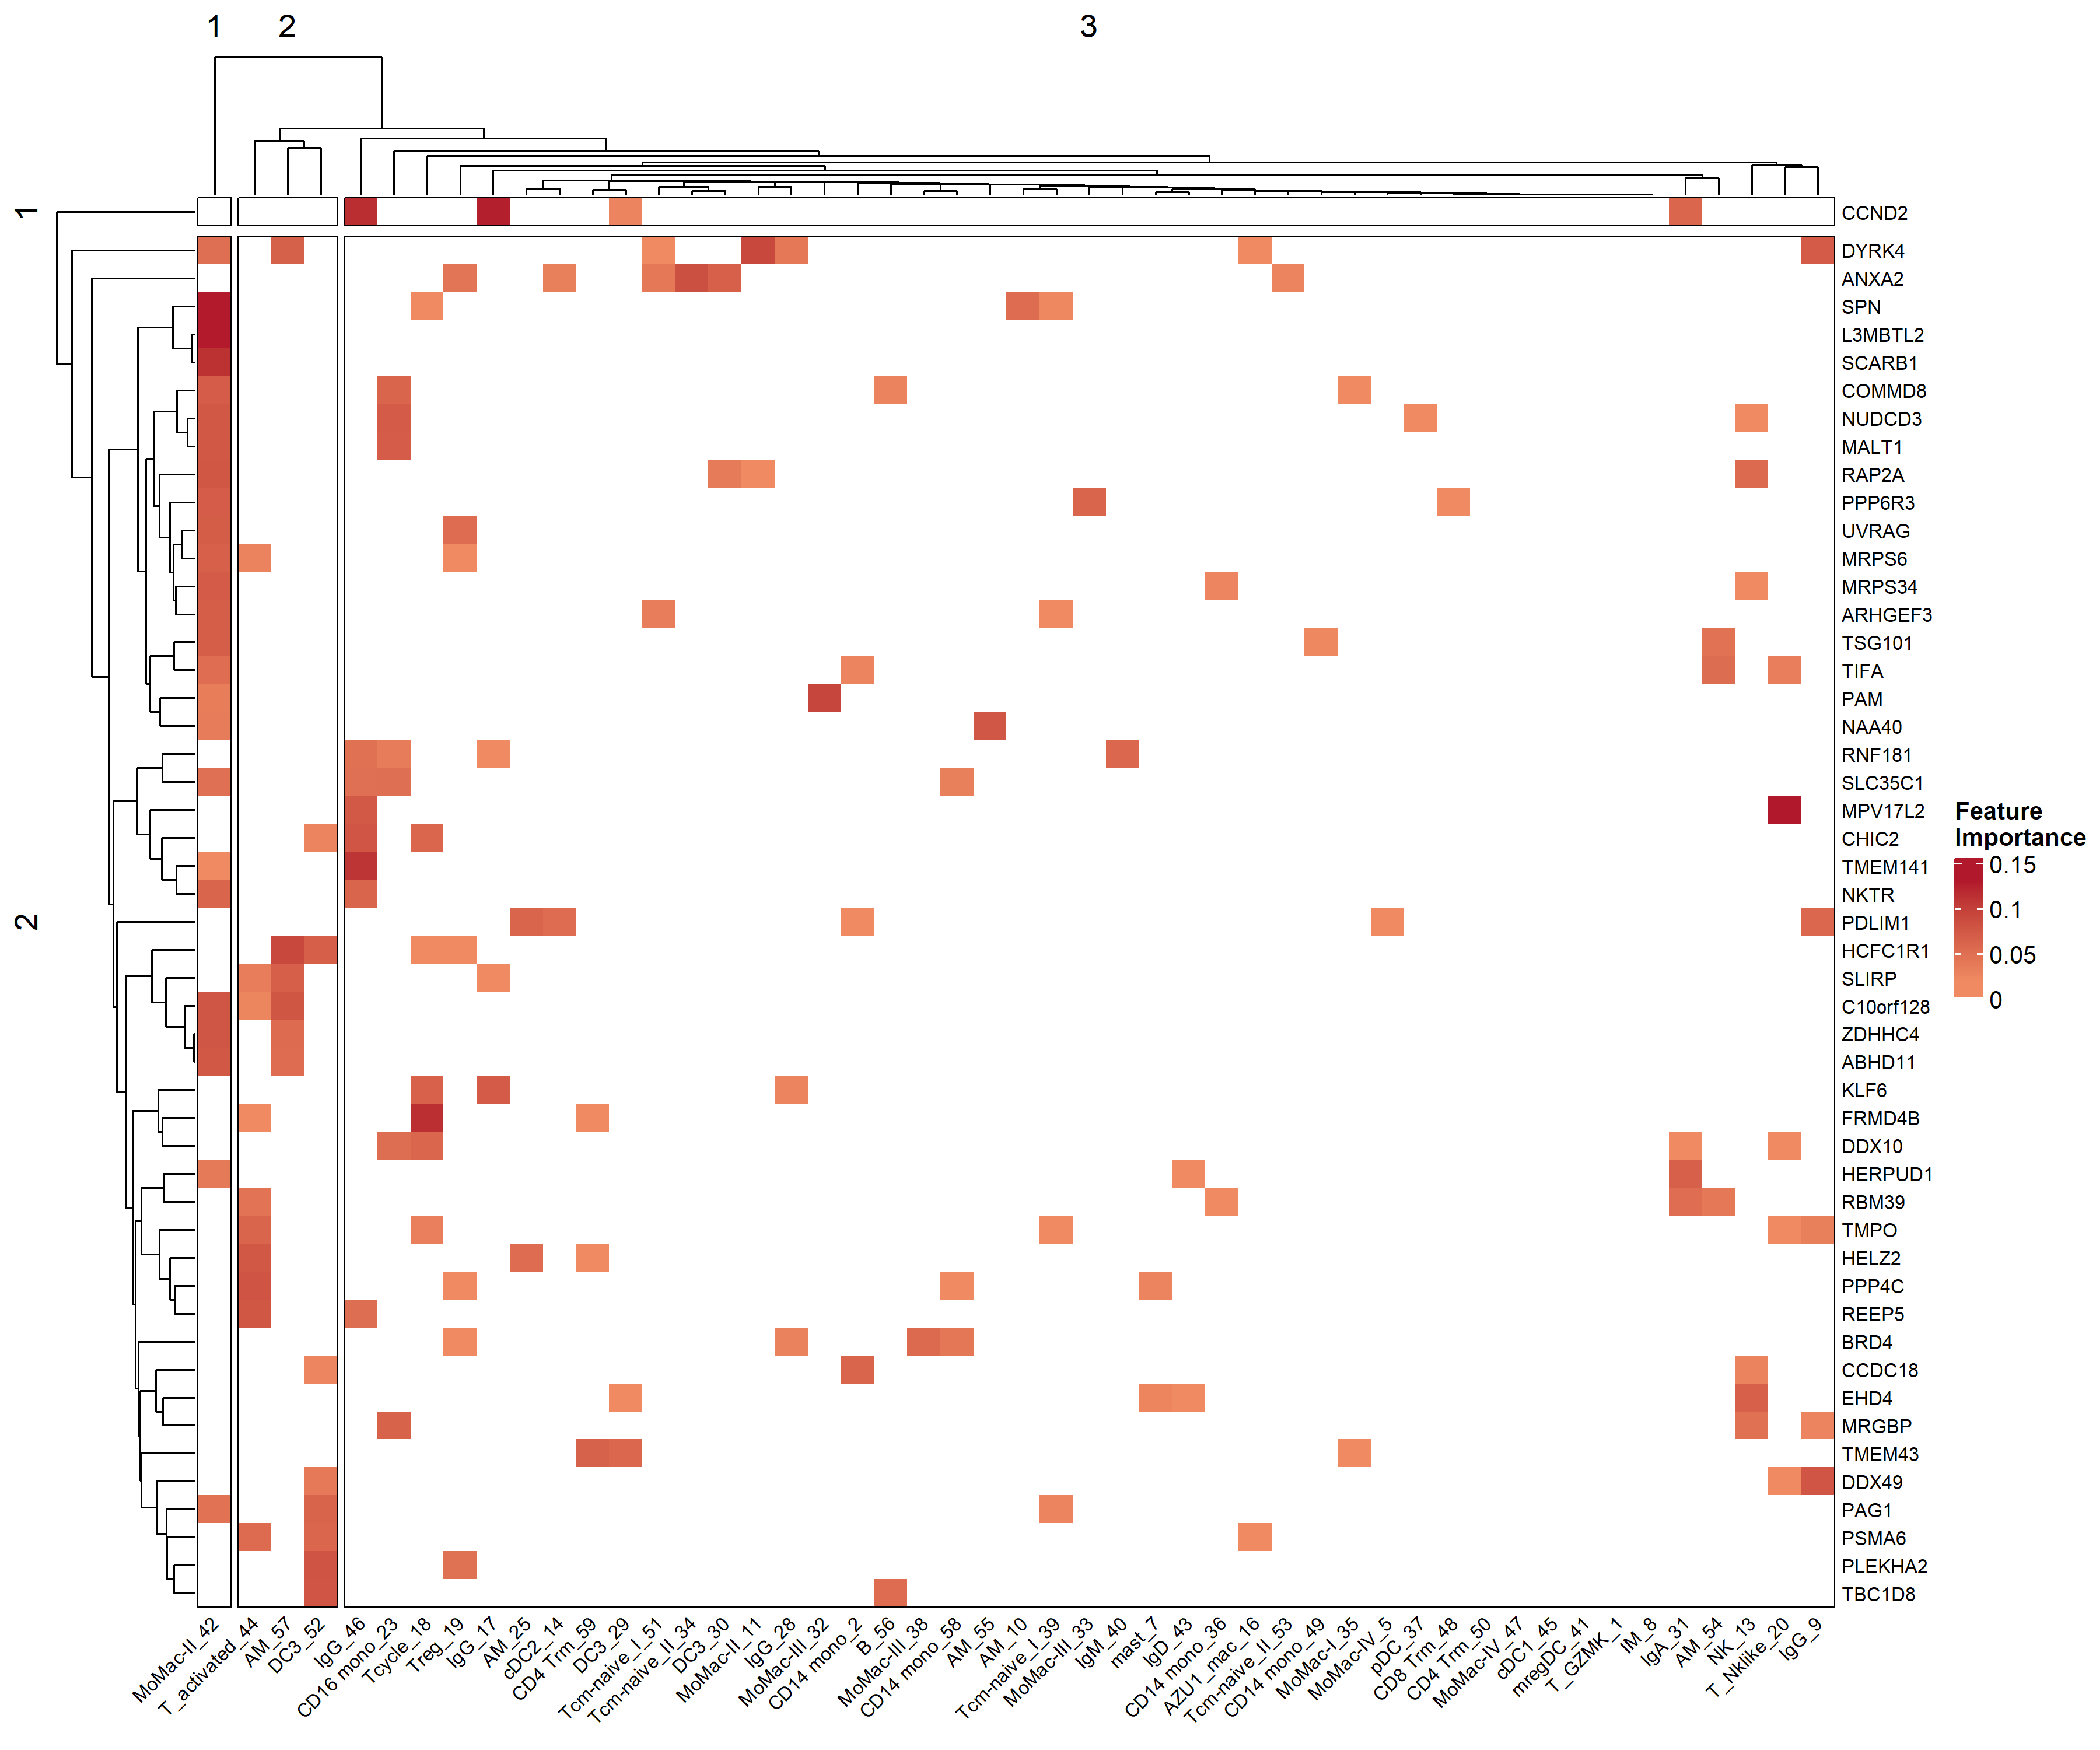 1
2
3
1
2
CCND2
DYRK4
ANXA2
SPN
L3MBTL2
SCARB1
COMMD8
NUDCD3
MALT1
RAP2A
PPP6R3
UVRAG
MRPS6
MRPS34
ARHGEF3
TSG101
TIFA
PAM
NAA40
RNF181
SLC35C1
MPV17L2
CHIC2
TMEM141
NKTR
PDLIM1
HCFC1R1
SLIRP
C10orf128
ZDHHC4
ABHD11
KLF6
FRMD4B
DDX10
HERPUD1
RBM39
TMPO
HELZ2
PPP4C
REEP5
BRD4
CCDC18
EHD4
MRGBP
TMEM43
DDX49
PAG1
PSMA6
PLEKHA2
TBC1D8
MoMac-II_42
T_activated_44
AM_57
DC3_52
IgG_46
CD16 mono_23
Tcycle_18
Treg_19
IgG_17
AM_25
cDC2_14
CD4 Trm_59
DC3_29
Tcm-naive_I_51
Tcm-naive_II_34
DC3_30
MoMac-II_11
IgG_28
MoMac-III_32
CD14 mono_2
B_56
MoMac-III_38
CD14 mono_58
AM_55
AM_10
Tcm-naive_I_39
MoMac-III_33
IgM_40
mast_7
IgD_43
CD14 mono_36
AZU1_mac_16
Tcm-naive_II_53
CD14 mono_49
MoMac-I_35
MoMac-IV_5
pDC_37
CD8 Trm_48
CD4 Trm_50
MoMac-IV_47
cDC1_45
mregDC_41
T_GZMK_1
IM_8
IgA_31
AM_54
NK_13
T_Nklike_20
IgG_9
Feature
Importance
0.15
0.1
0.05
0